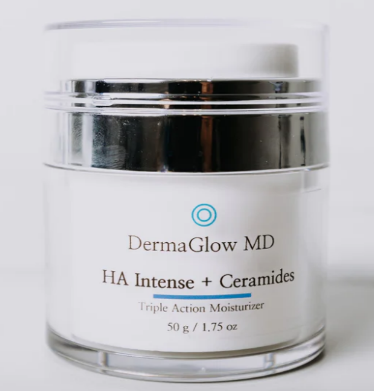 DermaGlow MD
HA Intense + Ceramides
Triple Action Moisturizer
50 g / 1.75 oz